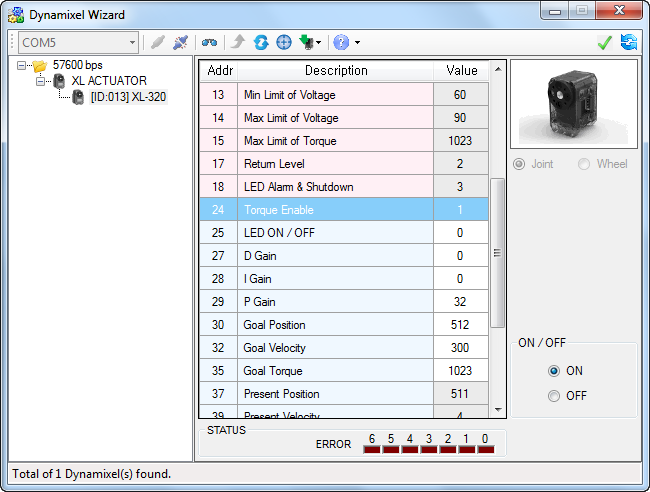 Dynamixel Wizard
COM5
57600 bps
XL ACTUATOR
[ID:013] XL-320
Addr Description Value
13 Min Limit of Voltage 60
14 Max Limit of Voltage 90
15 Max Limit of Torque 1023
17 Return Level 2
18 LED Alarm & Shutdown 3
24 Torque Enable 1
25 LED ON / OFF 0
27 D Gain 0
28 I Gain 0
29 P Gain 32
30 Goal Position 512
32 Goal Velocity 300
35 Goal Torque 1023
37 Present Position 511
39 Present Velocity 4
Joint Wheel
ON / OFF
ON
OFF
STATUS
ERROR 6 5 4 3 2 1 0
Total of 1 Dynamixel(s) found.